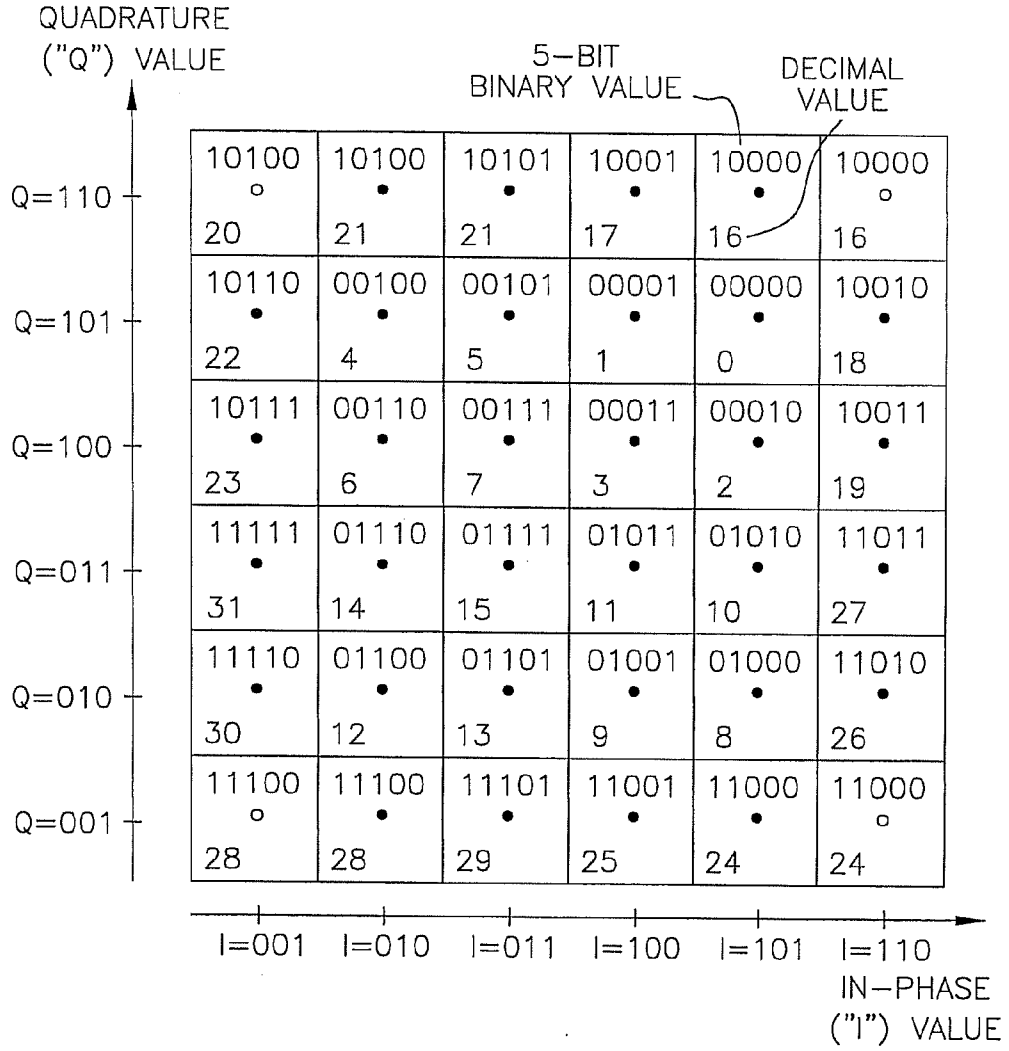 QUADRATURE
("Q") VALUE
5-BIT
BINARY VALUE
DECIMAL
VALUE
Q=110
10100 10100 10101 10001 10000 10000
20 21 21 17 16 16
Q=101
10110 00100 00101 00001 00000 10010
22 4 5 1 0 18
Q=100
10111 00110 00111 00011 00010 10011
23 6 7 3 2 19
Q=011
11111 01110 01111 01011 01010 11011
31 14 15 11 10 27
Q=010
11110 01100 01101 01001 01000 11010
30 12 13 9 8 26
Q=001
11100 11100 11101 11001 11000 11000
28 28 29 25 24 24
I=001 I=010 I=011 I=100 I=101 I=110
IN-PHASE
("I") VALUE